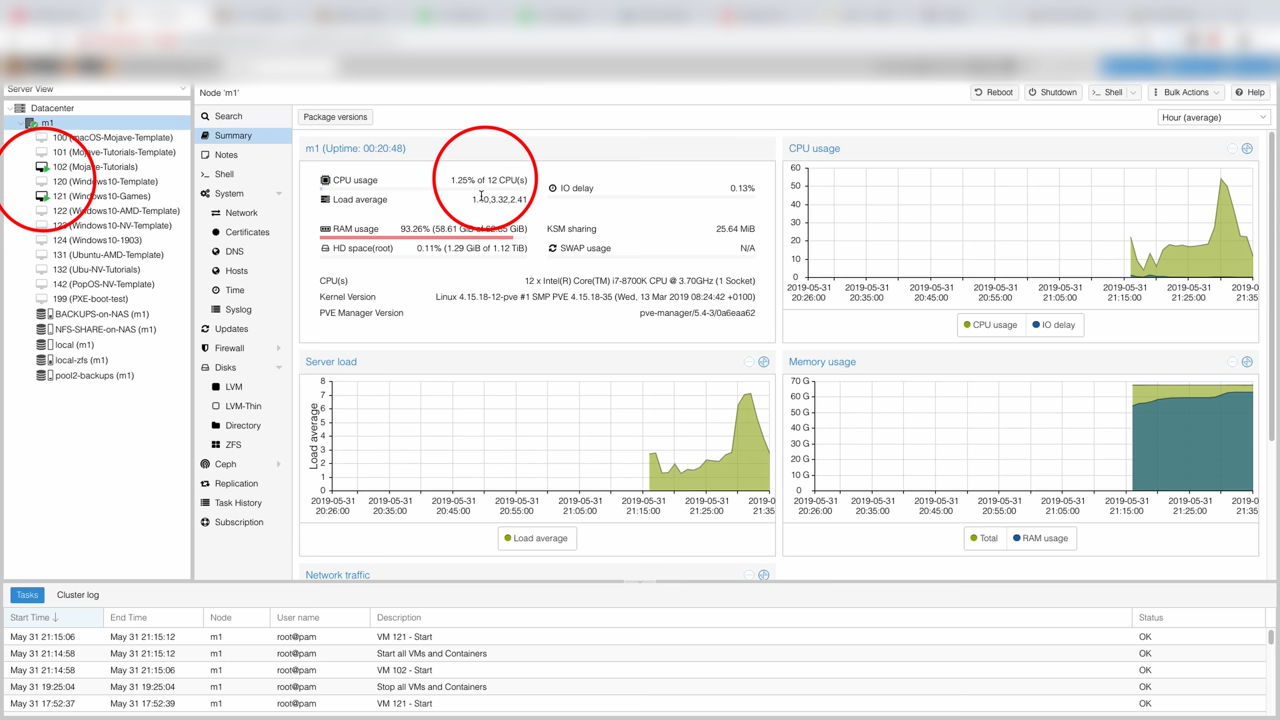 Server View
Datacenter
m1
100 (macOS-Mojave-Template)
101 (Mojave-Tutorials-Template)
102 (Mojave-Tutorials)
120 (Windows10-Template)
121 (Windows10-Games)
122 (Windows10-AMD-Template)
123 (Windows10-NV-Template)
124 (Windows10-1903)
131 (Ubuntu-AMD-Template)
132 (Ubu-NV-Tutorials)
142 (PopOS-NV-Template)
199 (PXE-boot-test)
BACKUPS-on-NAS (m1)
NFS-SHARE-on-NAS (m1)
local (m1)
local-zfs (m1)
pool2-backups (m1)
Node 'm1'
Reboot Shutdown Shell Bulk Actions Help
Search
Summary
Notes
Shell
System
Network
Certificates
DNS
Hosts
Time
Syslog
Updates
Firewall
Disks
LVM
LVM-Thin
Directory
ZFS
Ceph
Replication
Task History
Subscription
Package versions
Hour (average)
m1 (Uptime: 00:20:48)
CPU usage 1.25% of 12 CPU(s)
IO delay 0.13%
Load average 3.32,2.41
RAM usage 93.26% (58.61 GiB of GiB)
KSM sharing 25.64 MiB
HD space(root) 0.11% (1.29 GiB of 1.12 TiB)
SWAP usage N/A
CPU(s) 12 x Intel(R) Core(TM) i7-8700K CPU @ 3.70GHz (1 Socket)
Kernel Version Linux 4.15.18-12-pve #1 SMP PVE 4.15.18-35 (Wed, 13 Mar 2019 08:24:42 +0100)
PVE Manager Version pve-manager/5.4-3/0a6eaa62
CPU usage
60
50
40
30
20
10
0
2019-05-31 2019-05-31 2019-05-31 2019-05-31 2019-05-31 2019-05-31 2019-05-31 2019-0
20:26:00 20:35:00 20:45:00 20:55:00 21:05:00 21:15:00 21:25:00 21:35
CPU usage IO delay
Server load
Load average
8
7
6
5
4
3
2
1
0
2019-05-31 2019-05-31 2019-05-31 2019-05-31 2019-05-31 2019-05-31 2019-05-31 2019-0
20:26:00 20:35:00 20:45:00 20:55:00 21:05:00 21:15:00 21:25:00 21:35
Load average
Memory usage
70 G
60 G
50 G
40 G
30 G
20 G
10 G
0
2019-05-31 2019-05-31 2019-05-31 2019-05-31 2019-05-31 2019-05-31 2019-05-31 2019-0
20:26:00 20:35:00 20:45:00 20:55:00 21:05:00 21:15:00 21:25:00 21:35
Total RAM usage
Network traffic
Tasks Cluster log
Start Time End Time Node User name Description Status
May 31 21:15:06 May 31 21:15:12 m1 root@pam VM 121 - Start OK
May 31 21:14:58 May 31 21:15:12 m1 root@pam Start all VMs and Containers OK
May 31 21:14:58 May 31 21:15:06 m1 root@pam VM 102 - Start OK
May 31 19:25:04 May 31 19:25:04 m1 root@pam Stop all VMs and Containers OK
May 31 17:52:37 May 31 17:52:39 m1 root@pam VM 121 - Start OK